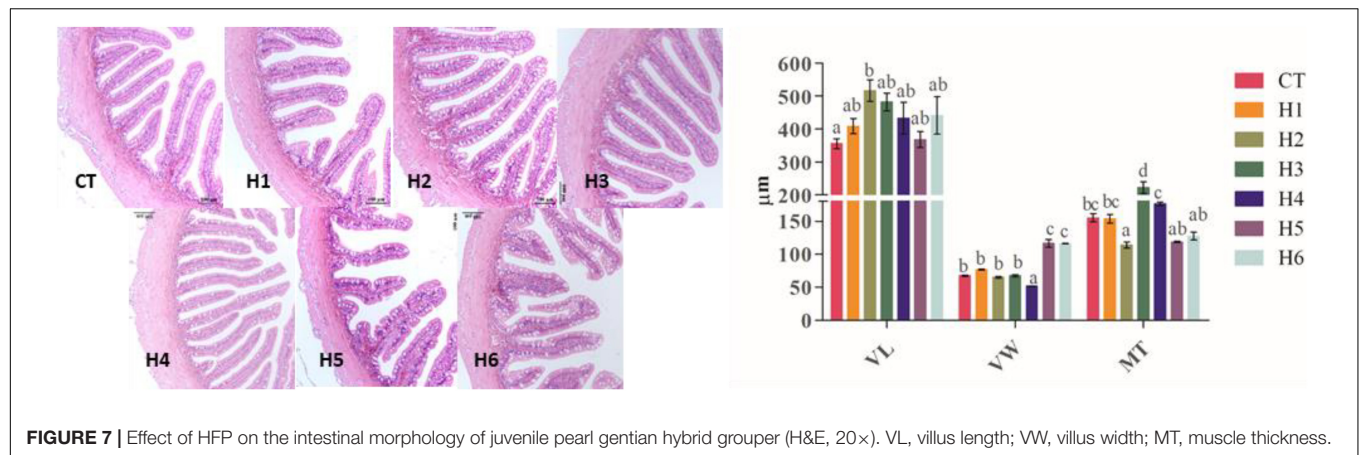 CT
H1
H2
H3
H4
H5
H6
600
500
400
300
200
150
100
50
0
µm
a
ab
b
ab
ab
ab
ab
b
b
b
b
a
c
c
bc
bc
a
d
c
ab
ab
VL
VW
MT
CT
H1
H2
H3
H4
H5
H6
FIGURE 7 | Effect of HFP on the intestinal morphology of juvenile pearl gentian hybrid grouper (H&E, 20×). VL, villus length; VW, villus width; MT, muscle thickness.